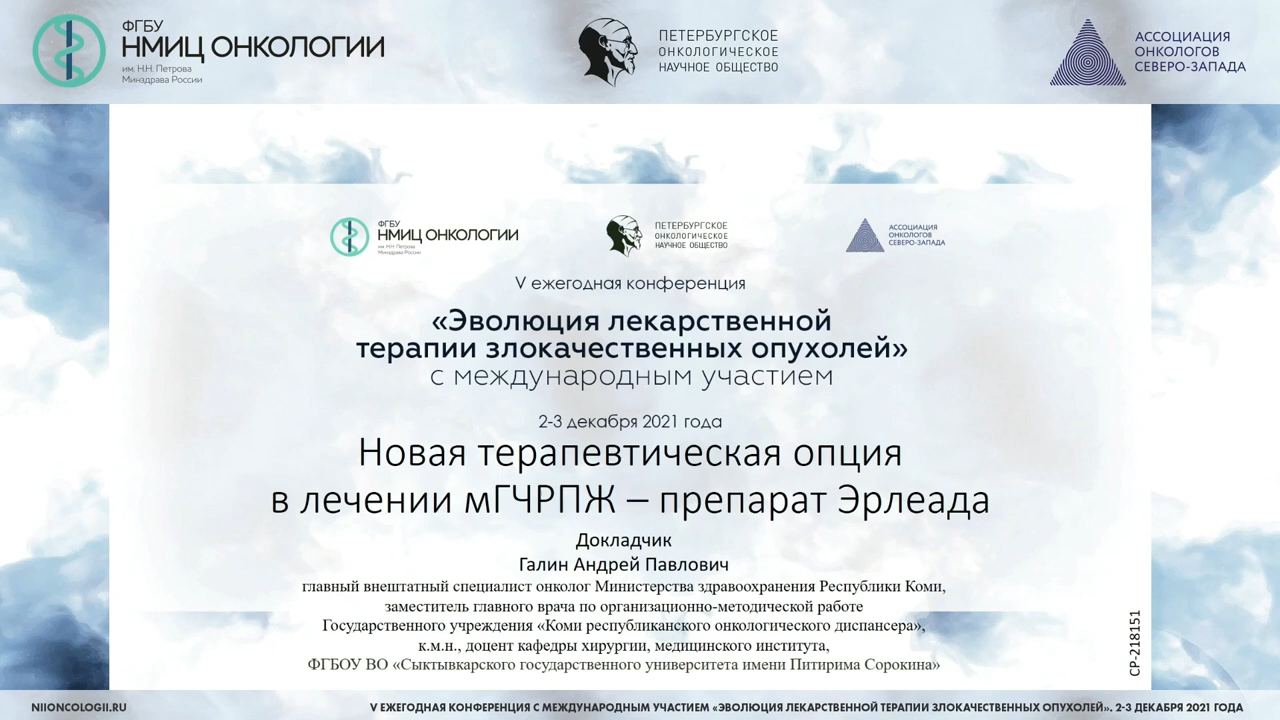 ФГБУ
НМИЦ ОНКОЛОГИИ
им. Н.Н. Петрова
Минздрава России
ПЕТЕРБУРГСКОЕ
ОНКОЛОГИЧЕСКОЕ
НАУЧНОЕ ОБЩЕСТВО
АССОЦИАЦИЯ
ОНКОЛОГОВ
СЕВЕРО-ЗАПАДА
ФГБУ
НМИЦ ОНКОЛОГИИ
им. Н.Н. Петрова
Минздрава России
ПЕТЕРБУРГСКОЕ
ОНКОЛОГИЧЕСКОЕ
НАУЧНОЕ ОБЩЕСТВО
АССОЦИАЦИЯ
ОНКОЛОГОВ
СЕВЕРО-ЗАПАДА
V ежегодная конференция
«Эволюция лекарственной
терапии злокачественных опухолей»
с международным участием
2-3 декабря 2021 года
Новая терапевтическая опция
в лечении мГЧРПЖ – препарат Эрлеада
Докладчик
Галин Андрей Павлович
главный внештатный специалист онколог Министерства здравоохранения Республики Коми,
заместитель главного врача по организационно-методической работе
Государственного учреждения «Коми республиканского онкологического диспансера»,
к.м.н., доцент кафедры хирургии, медицинского института,
ФГБОУ ВО «Сыктывкарского государственного университета имени Питирима Сорокина»
CP-218151
NIIONCOLOGII.RU
V ЕЖЕГОДНАЯ КОНФЕРЕНЦИЯ С МЕЖДУНАРОДНЫМ УЧАСТИЕМ «ЭВОЛЮЦИЯ ЛЕКАРСТВЕННОЙ ТЕРАПИИ ЗЛОКАЧЕСТВЕННЫХ ОПУХОЛЕЙ». 2-3 ДЕКАБРЯ 2021 ГОДА